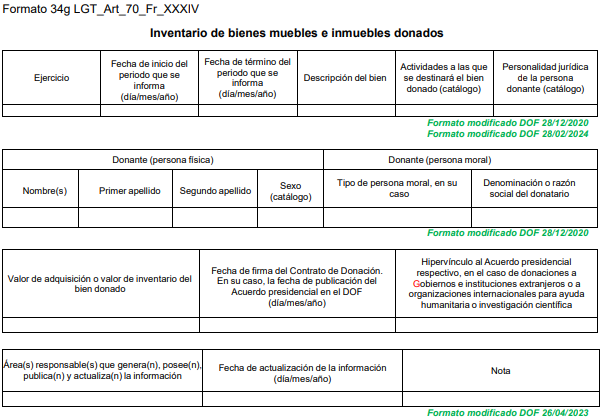 Formato 34g LGT_Art_70_Fr_XXXIV
Inventario de bienes muebles e inmuebles donados
Ejercicio
Fecha de inicio del
periodo que se
informa
(día/mes/año)
Fecha de término del
periodo que se
informa
(día/mes/año)
Descripción del bien
Actividades a las que
se destinará el bien
donado (catálogo)
Personalidad jurídica
de la persona
donante (catálogo)
Formato modificado DOF 28/12/2020
Formato modificado DOF 28/02/2024
Donante (persona física)
Donante (persona moral)
Nombre(s)
Primer apellido
Segundo apellido
Sexo
(catálogo)
Tipo de persona moral, en su
caso
Denominación o razón
social del donatario
Formato modificado DOF 28/12/2020
Valor de adquisición o valor de inventario del
bien donado
Fecha de firma del Contrato de Donación.
En su caso, la fecha de publicación del
Acuerdo presidencial en el DOF
(día/mes/año)
Hipervínculo al Acuerdo presidencial
respectivo, en el caso de donaciones a
Gobiernos e instituciones extranjeros o a
organizaciones internacionales para ayuda
humanitaria o investigación científica
Área(s) responsable(s) que genera(n), posee(n),
publica(n) y actualiza(n) la información
Fecha de actualización de la información
(día/mes/año)
Nota
Formato modificado DOF 26/04/2023